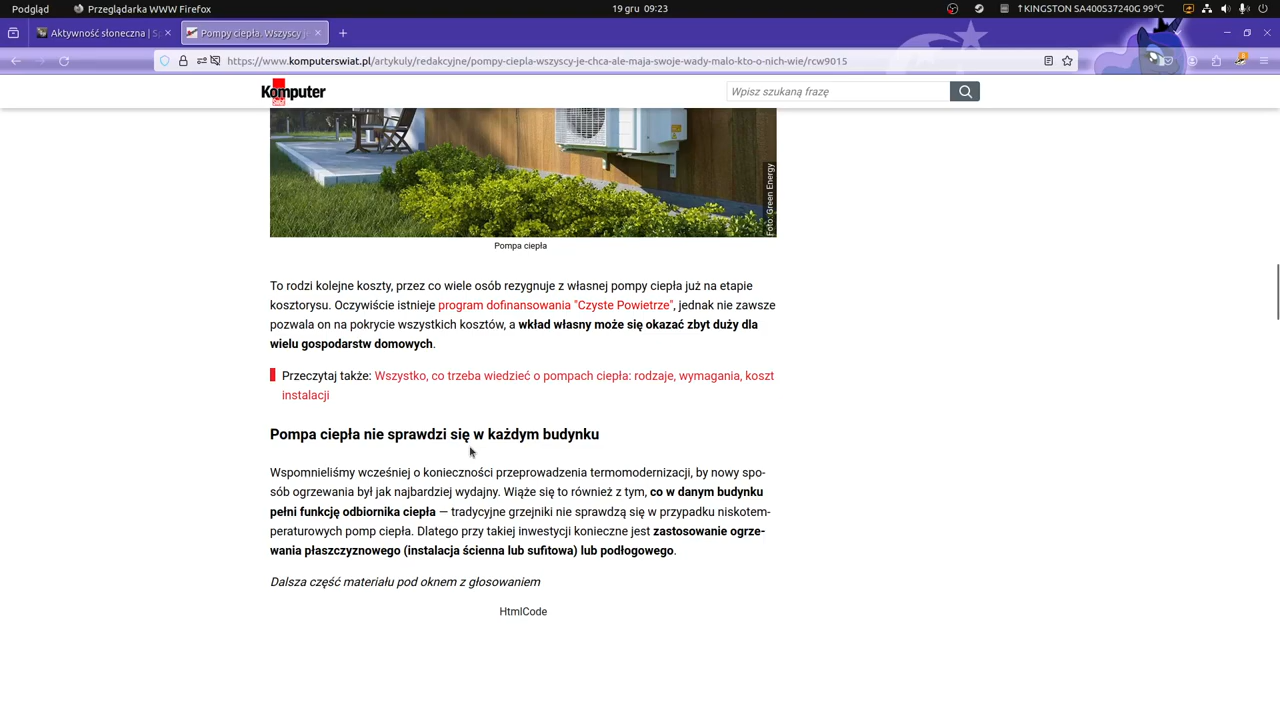 Podgląd
Przeglądarka WWW Firefox
19 gru 09:23
↑KINGSTON SA400S37240G 99°C
Aktywność słoneczna | Sp
Pompy ciepła. Wszyscy je
https://www.komputerswiat.pl/artykuly/redakcyjne/pompy-ciepla-wszyscy-je-chca-ale-maja-swoje-wady-malo-kto-o-nich-wie/rcw9015
Komputer
Świat
Wpisz szukaną frazę
Foto: Green Energy
Pompa ciepła
To rodzi kolejne koszty, przez co wiele osób rezygnuje z własnej pompy ciepła już na etapie
kosztorysu. Oczywiście istnieje program dofinansowania "Czyste Powietrze", jednak nie zawsze
pozwala on na pokrycie wszystkich kosztów, a wkład własny może się okazać zbyt duży dla
wielu gospodarstw domowych.
Przeczytaj także: Wszystko, co trzeba wiedzieć o pompach ciepła: rodzaje, wymagania, koszt
instalacji
Pompa ciepła nie sprawdzi się w każdym budynku
Wspomnieliśmy wcześniej o konieczności przeprowadzenia termomodernizacji, by nowy spo-
sób ogrzewania był jak najbardziej wydajny. Wiąże się to również z tym, co w danym budynku
pełni funkcję odbiornika ciepła — tradycyjne grzejniki nie sprawdzą się w przypadku niskotem-
peraturowych pomp ciepła. Dlatego przy takiej inwestycji konieczne jest zastosowanie ogrze-
wania płaszczyznowego (instalacja ścienna lub sufitowa) lub podłogowego.
Dalsza część materiału pod oknem z głosowaniem
HtmlCode